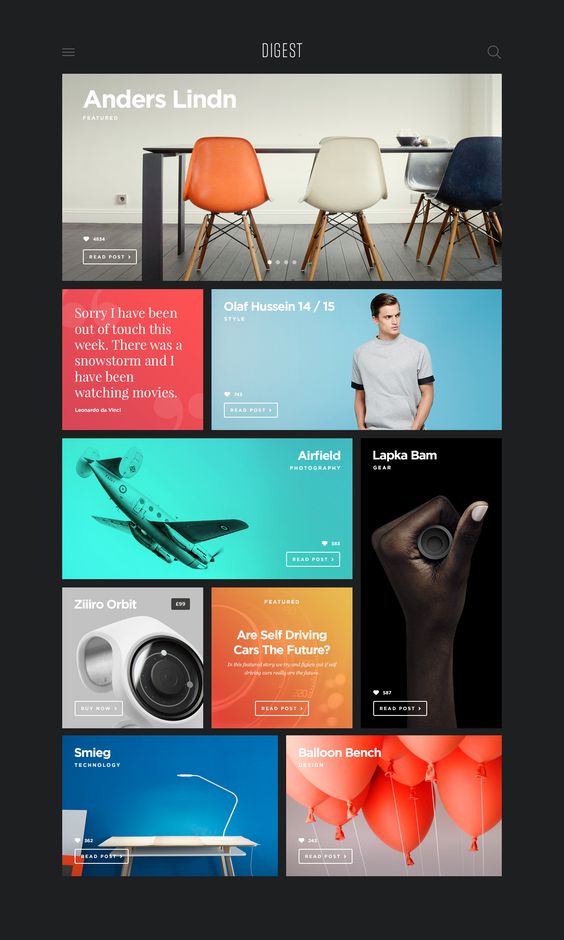 DIGEST
Anders Lindn
FEATURED
4834
READ POST
Sorry I have been
out of touch this
week. There was a
snowstorm and I
have been
watching movies.
Leonardo da Vinci
Olaf Hussein 14 / 15
STYLE
743
READ POST
Airfield
PHOTOGRAPHY
583
READ POST
Lapka Bam
GEAR
587
READ POST
Ziiiro Orbit
£99
BUY NOW
FEATURED
Are Self Driving
Cars The Future?
In this featured story we try and figure out if self
driving cars really are the future.
READ POST
Smieg
TECHNOLOGY
362
READ POST
Balloon Bench
DESIGN
243
READ POST